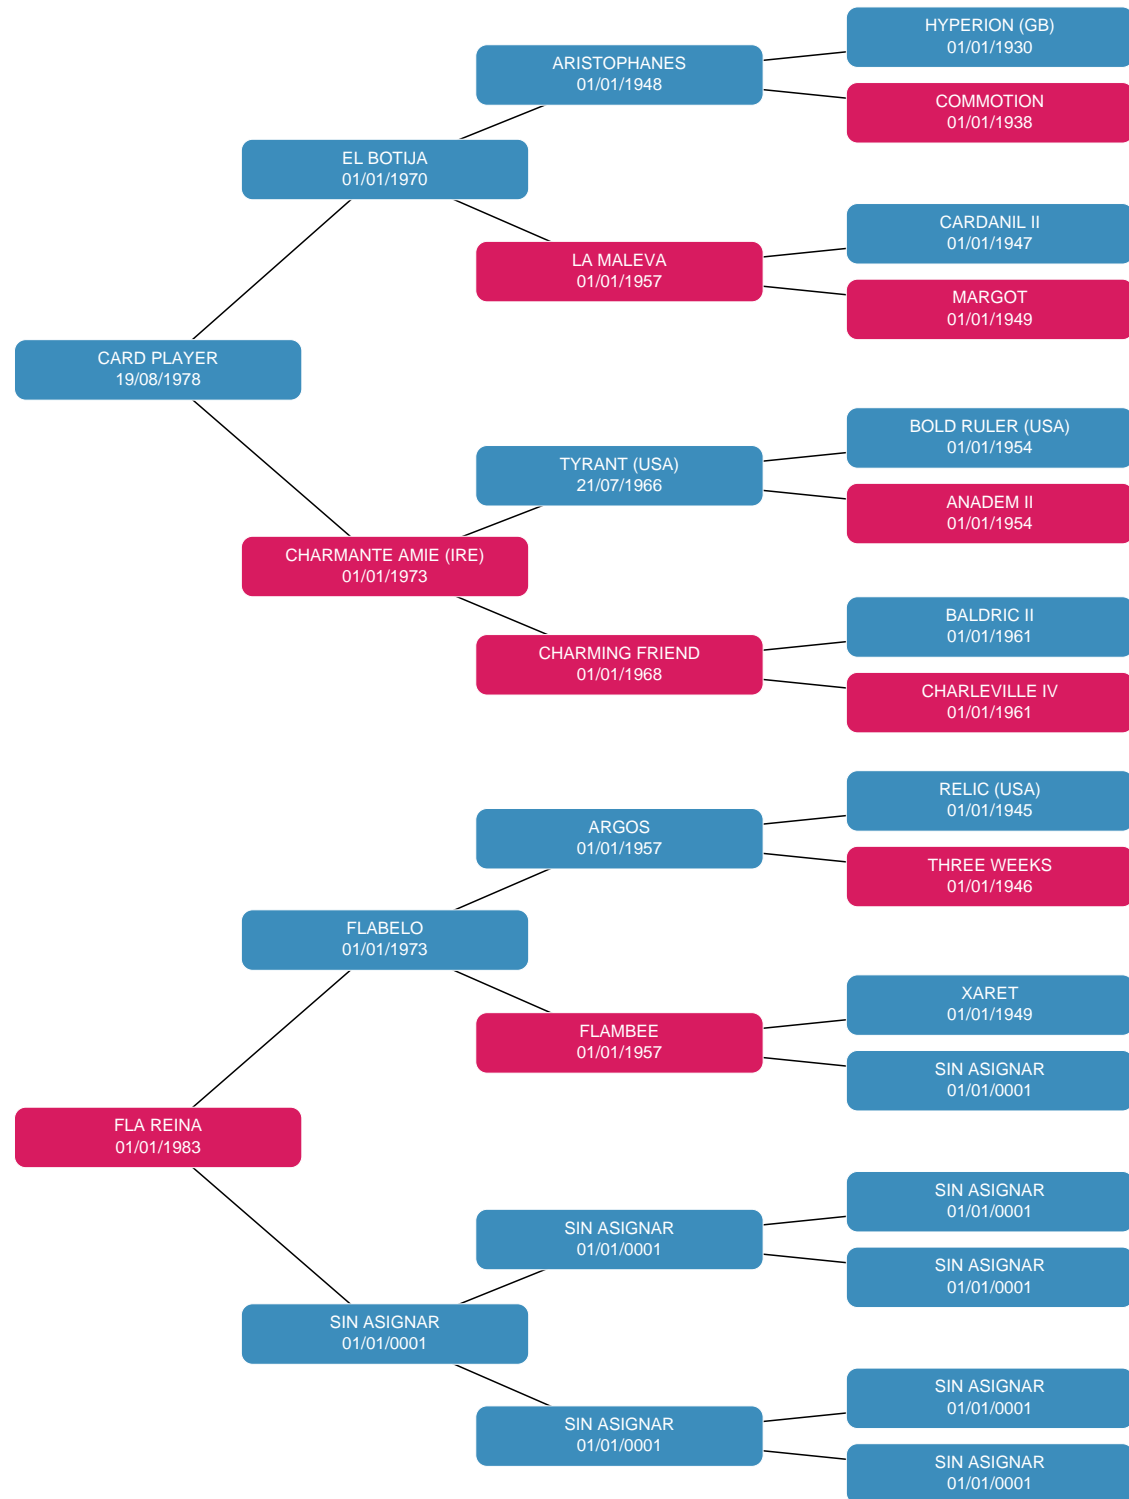 HYPERION (GB)
01/01/1930
ARISTOPHANES
01/01/1948
COMMOTION
01/01/1938
EL BOTIJA
01/01/1970
CARDANIL II
01/01/1947
LA MALEVA
01/01/1957
MARGOT
01/01/1949
CARD PLAYER
19/08/1978
BOLD RULER (USA)
01/01/1954
TYRANT (USA)
21/07/1966
ANADEM II
01/01/1954
CHARMANTE AMIE (IRE)
01/01/1973
BALDRIC II
01/01/1961
CHARMING FRIEND
01/01/1968
CHARLEVILLE IV
01/01/1961
RELIC (USA)
01/01/1945
ARGOS
01/01/1957
THREE WEEKS
01/01/1946
FLABELO
01/01/1973
XARET
01/01/1949
FLAMBEE
01/01/1957
SIN ASIGNAR
01/01/0001
FLA REINA
01/01/1983
SIN ASIGNAR
01/01/0001
SIN ASIGNAR
01/01/0001
SIN ASIGNAR
01/01/0001
SIN ASIGNAR
01/01/0001
SIN ASIGNAR
01/01/0001
SIN ASIGNAR
01/01/0001
SIN ASIGNAR
01/01/0001